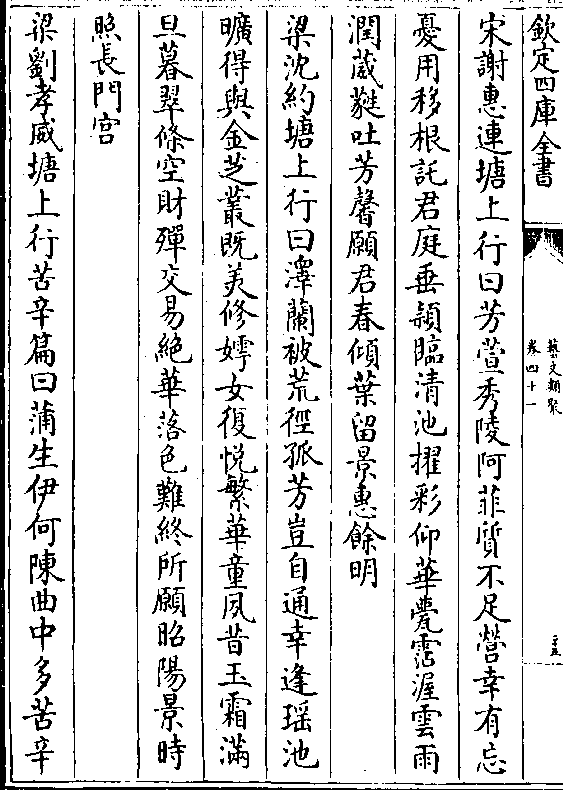 欽定四庫全書
藝文類聚
卷四十一
宋謝惠連塘上行曰芳萱秀陵阿菲質不足營幸有忘
憂用移根託君庭垂頴臨清池擢彩仰華甍霑渥雲雨
潤葳蕤吐芳馨願君春傾葉留景惠餘明
梁沈約塘上行曰澤蘭被荒徑孤芳豈自通幸逢瑶池
曠得與金芝叢既美修嫮女復悦繁華童夙昔玉霜滿
旦暮翠條空財殫交易絶華落色難終所願昭陽景時
照長門宫
梁劉孝威塘上行苦辛篇曰蒲生伊何陳曲中多苦辛